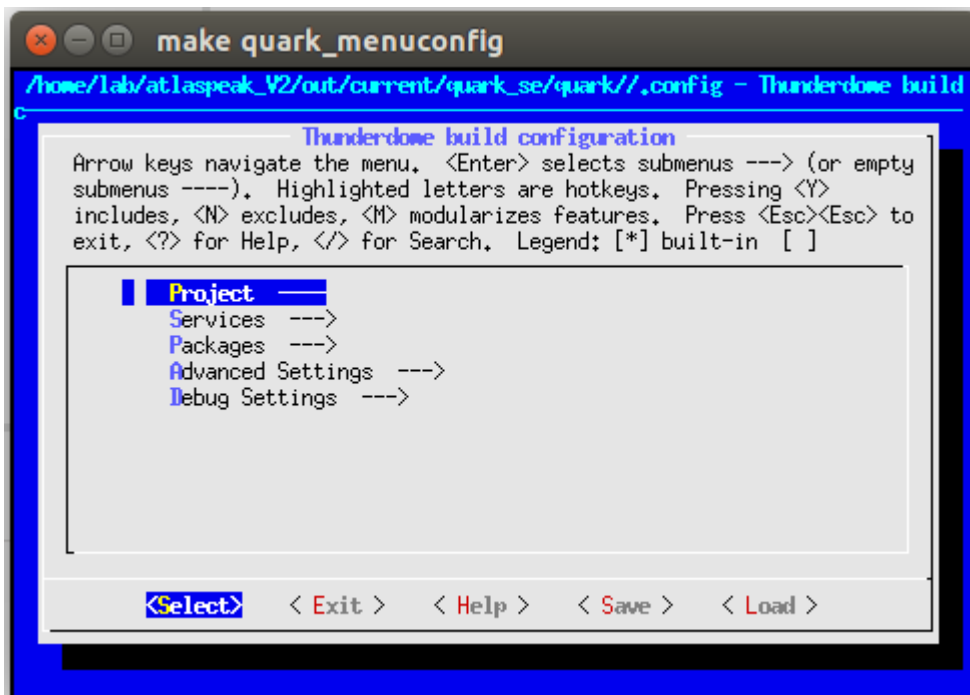 make quark_menuconfig
/home/lab/atlaspeak_V2/out/current/quark_se/quark//.config - Thunderdome build
c
Thunderdome build configuration
Arrow keys navigate the menu. <Enter> selects submenus ---> (or empty
submenus ----). Highlighted letters are hotkeys. Pressing <Y>
includes, <N> excludes, <M> modularizes features. Press <Esc><Esc> to
exit, <?> for Help, </> for Search. Legend: [*] built-in [ ]
Project ----
Services --->
Packages --->
Advanced Settings --->
Debug Settings --->
<Select> < Exit > < Help > < Save > < Load >